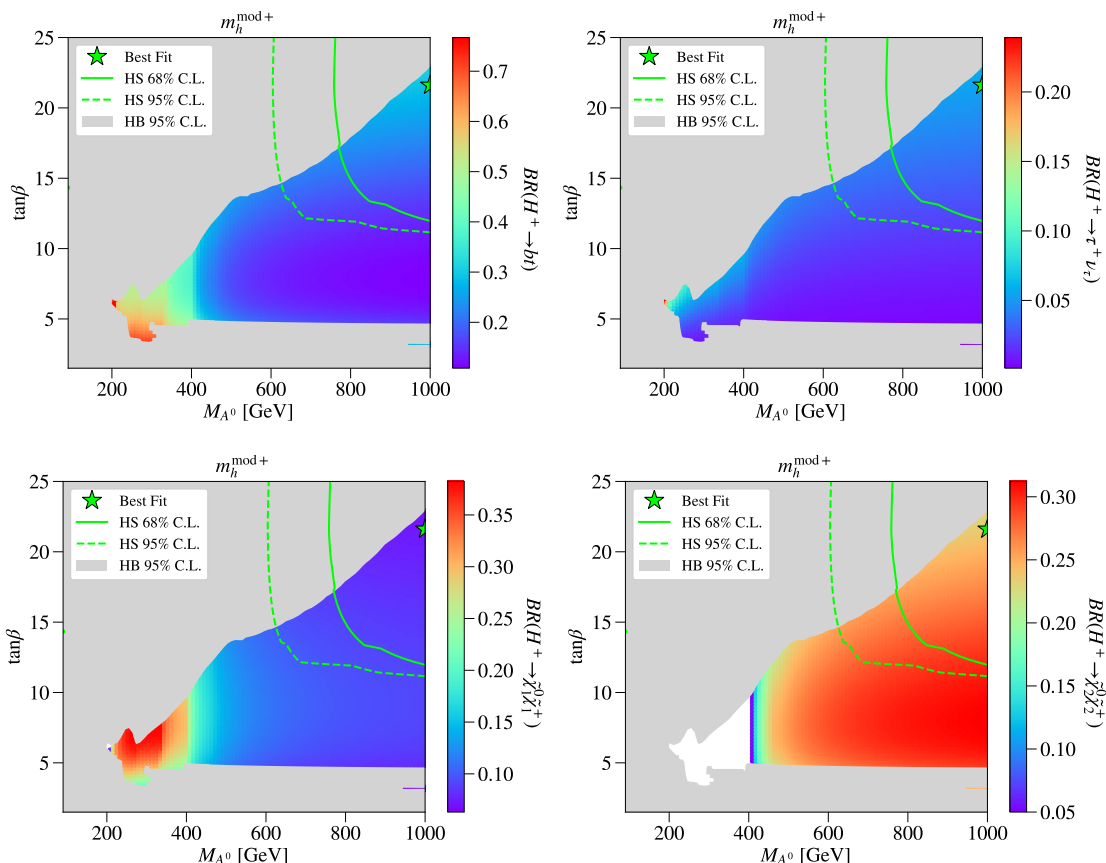 m_h^{mod+}
25
20
15
10
5
tanβ
200 400 600 800 1000
M_{A^0} [GeV]
Best Fit
HS 68% C.L.
HS 95% C.L.
HB 95% C.L.
0.7
0.6
0.5
0.4
0.3
0.2
BR(H^+→bt)
m_h^{mod+}
25
20
15
10
5
tanβ
200 400 600 800 1000
M_{A^0} [GeV]
Best Fit
HS 68% C.L.
HS 95% C.L.
HB 95% C.L.
0.20
0.15
0.10
0.05
BR(H^+→τ^+ν_τ)
m_h^{mod+}
25
20
15
10
5
tanβ
200 400 600 800 1000
M_{A^0} [GeV]
Best Fit
HS 68% C.L.
HS 95% C.L.
HB 95% C.L.
0.35
0.30
0.25
0.20
0.15
0.10
BR(H^+→χ̃_1^0χ̃_1^+)
m_h^{mod+}
25
20
15
10
5
tanβ
200 400 600 800 1000
M_{A^0} [GeV]
Best Fit
HS 68% C.L.
HS 95% C.L.
HB 95% C.L.
0.30
0.25
0.20
0.15
0.10
0.05
BR(H^+→χ̃_2^0χ̃_2^+)